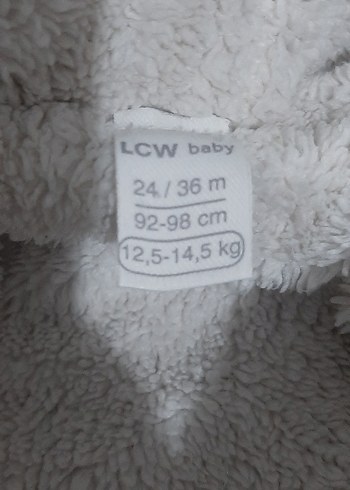 LCW baby
24 / 36 m
92-98 cm
12,5-14,5 kg